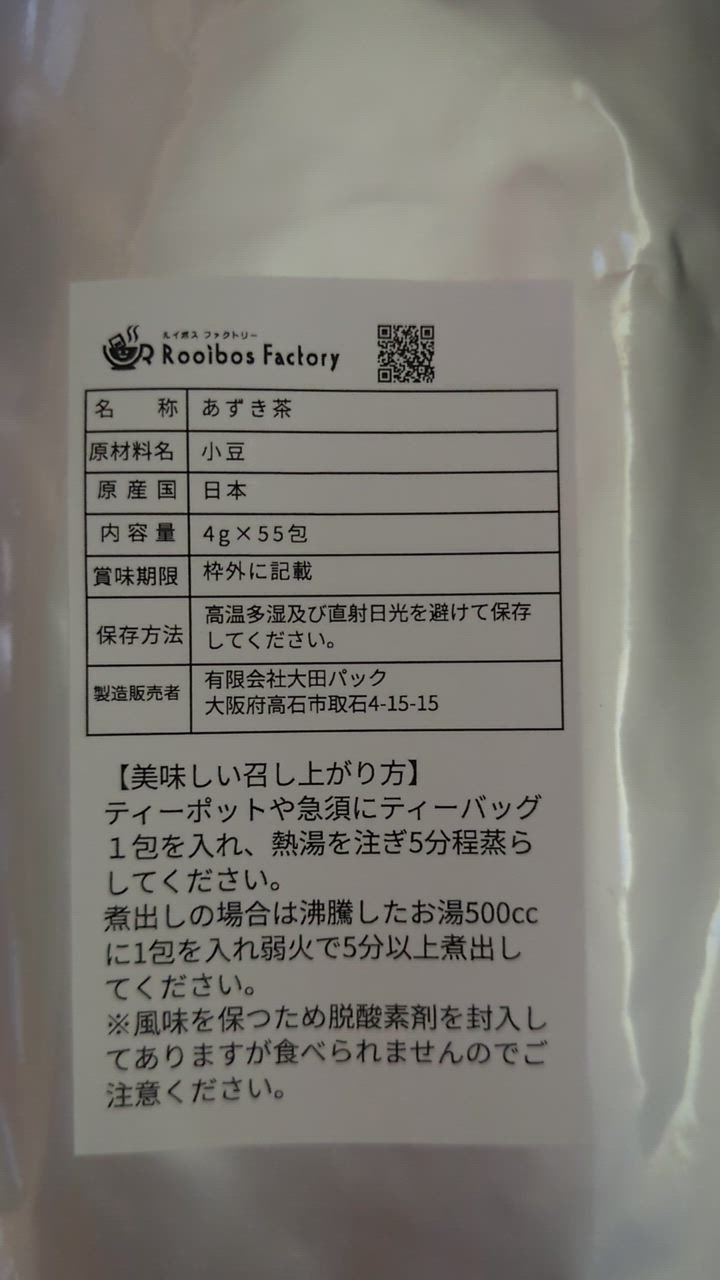 ルイボス ファクトリー
Rooibos Factory
名 称 あずき茶
原材料名 小豆
原産国 日本
内容量 4g×55包
賞味期限 枠外に記載
保存方法 高温多湿及び直射日光を避けて保存
してください。
製造販売者 有限会社大田パック
大阪府高石市取石4-15-15
【美味しい召し上がり方】
ティーポットや急須にティーバッグ
１包を入れ、熱湯を注ぎ5分程蒸ら
してください。
煮出しの場合は沸騰したお湯500cc
に1包を入れ弱火で5分以上煮出し
てください。
※風味を保つため脱酸素剤を封入し
てありますが食べられませんのでご
注意ください。